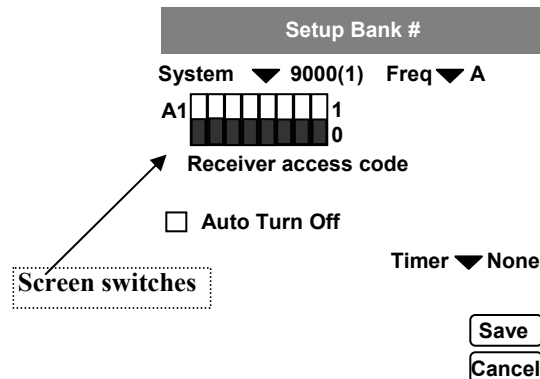 Setup Bank #
System 9000(1) Freq A
A1 1
0
Receiver access code
Auto Turn Off
Timer None
Screen switches
Save
Cancel